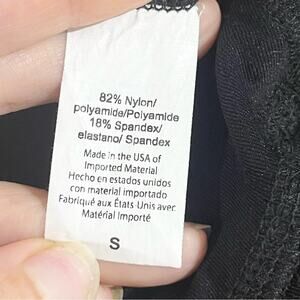 82% Nylon/
polyamide/Polyamide
18% Spandex/
elastano/ Spandex
Made in the USA of
Imported Material
Hecho en estados unidos
con material importado
Fabriqué aux États-Unis avec
Matérial Importé
S